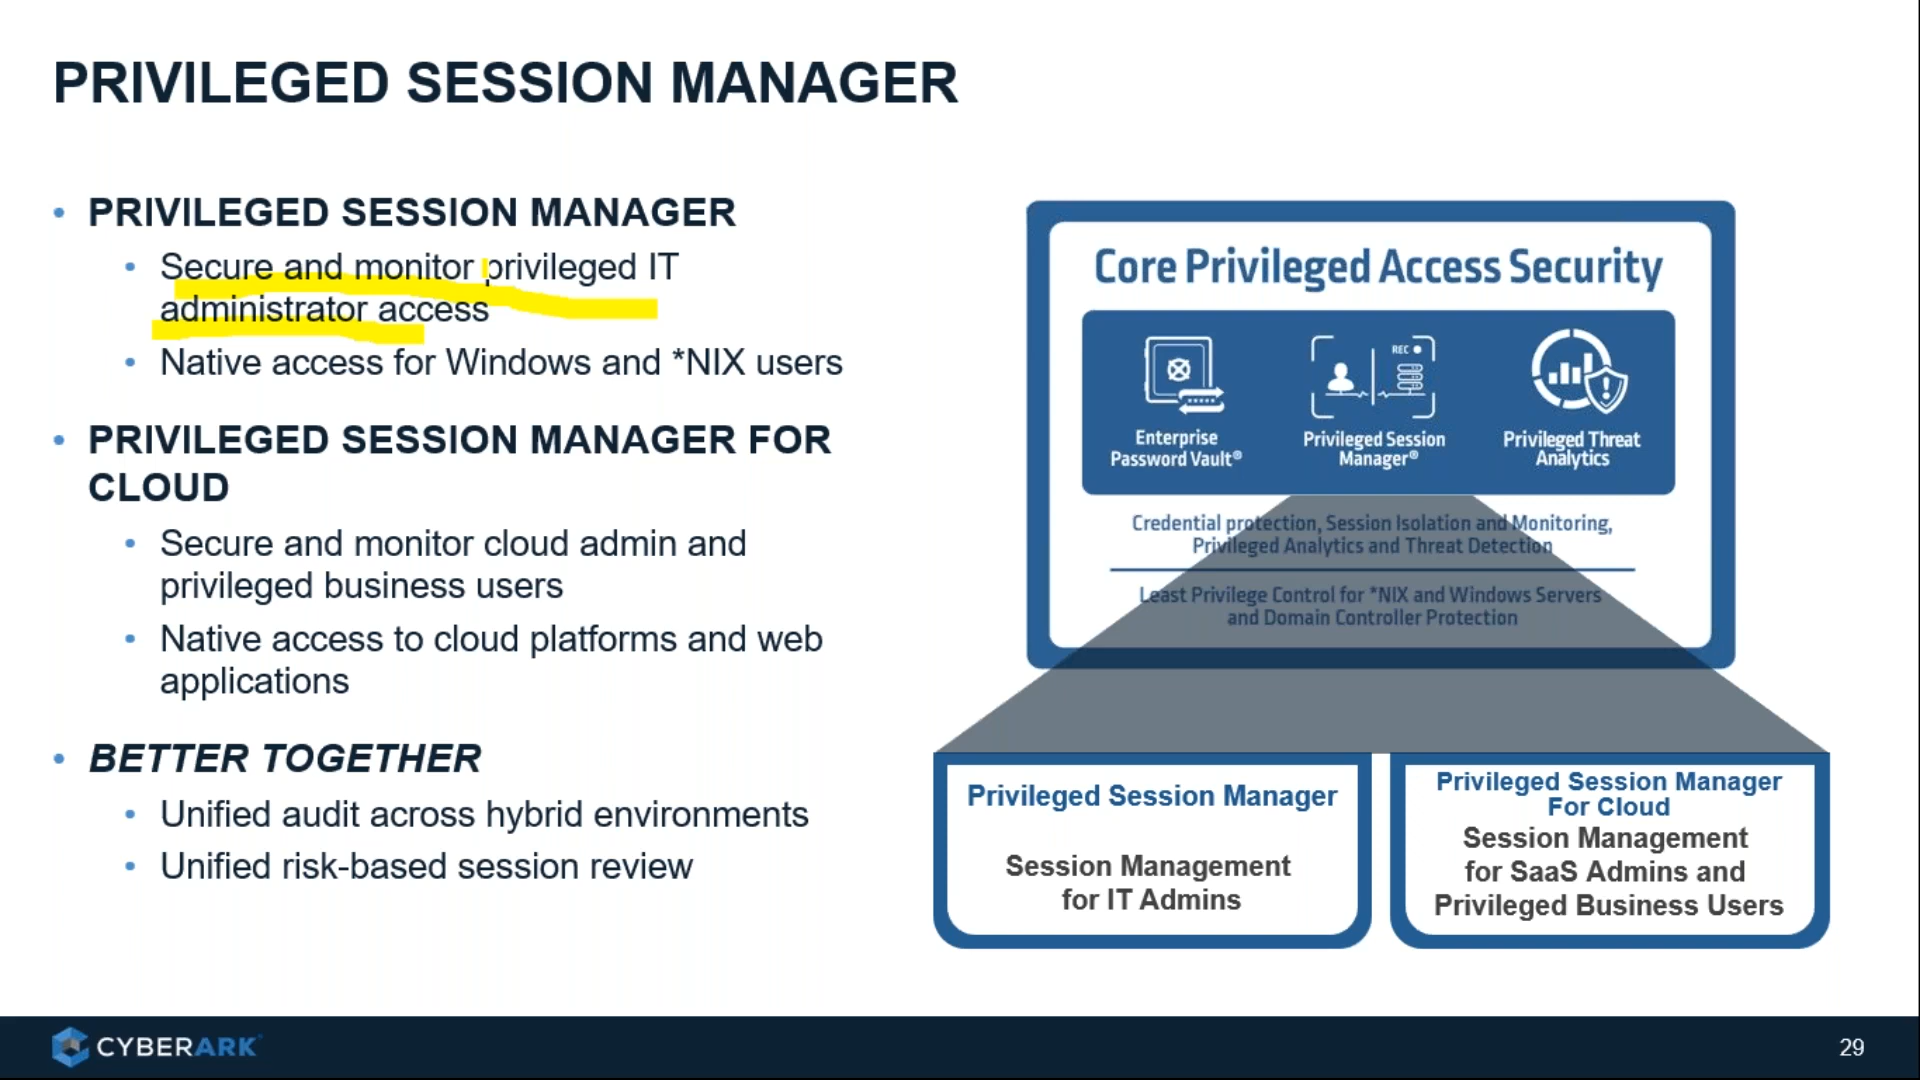 PRIVILEGED SESSION MANAGER
• PRIVILEGED SESSION MANAGER
• Secure and monitor privileged IT
administrator access
• Native access for Windows and *NIX users
• PRIVILEGED SESSION MANAGER FOR
CLOUD
• Secure and monitor cloud admin and
privileged business users
• Native access to cloud platforms and web
applications
• BETTER TOGETHER
• Unified audit across hybrid environments
• Unified risk-based session review
Core Privileged Access Security
REC
Enterprise
Password Vault®
Privileged Session
Manager®
Privileged Threat
Analytics
Credential protection, Session Isolation and Monitoring,
Privileged Analytics and Threat Detection
Least Privilege Control for *NIX and Windows Servers
and Domain Controller Protection
Privileged Session Manager
Session Management
for IT Admins
Privileged Session Manager
For Cloud
Session Management
for SaaS Admins and
Privileged Business Users
CYBERARK
29